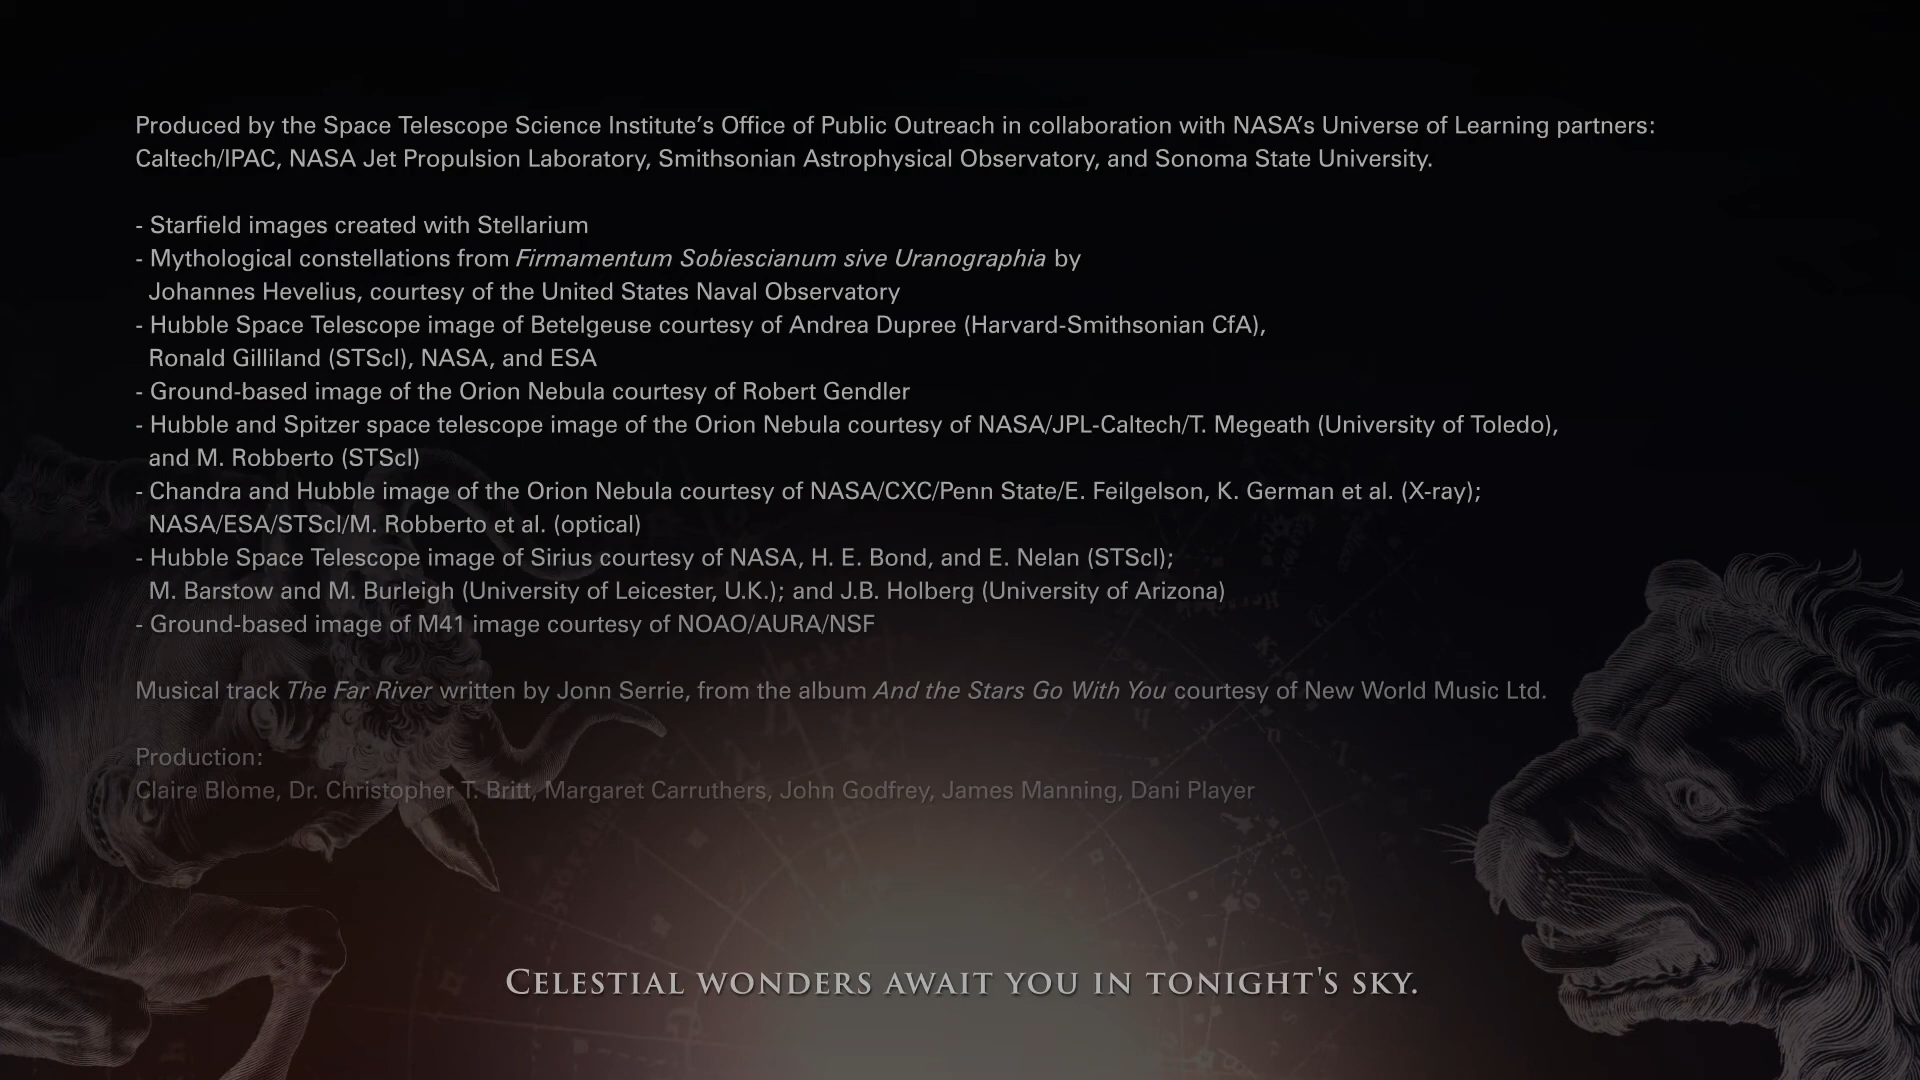 Produced by the Space Telescope Science Institute’s Office of Public Outreach in collaboration with NASA’s Universe of Learning partners:
Caltech/IPAC, NASA Jet Propulsion Laboratory, Smithsonian Astrophysical Observatory, and Sonoma State University.
- Starfield images created with Stellarium
- Mythological constellations from Firmamentum Sobiescianum sive Uranographia by
Johannes Hevelius, courtesy of the United States Naval Observatory
- Hubble Space Telescope image of Betelgeuse courtesy of Andrea Dupree (Harvard-Smithsonian CfA),
Ronald Gilliland (STScI), NASA, and ESA
- Ground-based image of the Orion Nebula courtesy of Robert Gendler
- Hubble and Spitzer space telescope image of the Orion Nebula courtesy of NASA/JPL-Caltech/T. Megeath (University of Toledo),
and M. Robberto (STScI)
- Chandra and Hubble image of the Orion Nebula courtesy of NASA/CXC/Penn State/E. Feilgelson, K. German et al. (X-ray);
NASA/ESA/STScI/M. Robberto et al. (optical)
- Hubble Space Telescope image of Sirius courtesy of NASA, H. E. Bond, and E. Nelan (STScI);
M. Barstow and M. Burleigh (University of Leicester, U.K.); and J.B. Holberg (University of Arizona)
- Ground-based image of M41 image courtesy of NOAO/AURA/NSF
Musical track The Far River written by Jonn Serrie, from the album And the Stars Go With You courtesy of New World Music Ltd.
Production:
Claire Blome, Dr. Christopher T. Britt, Margaret Carruthers, John Godfrey, James Manning, Dani Player
Celestial wonders await you in tonight's sky.